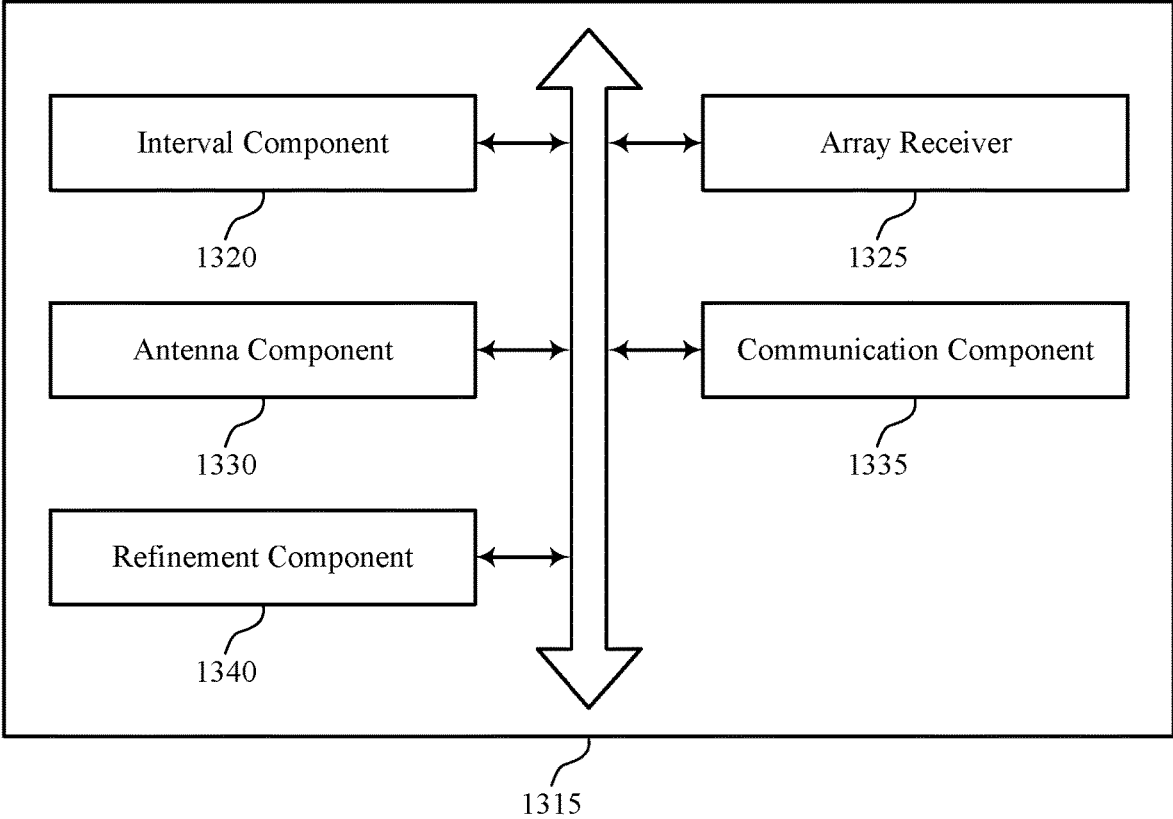 Interval Component
Array Receiver
1320
1325
Antenna Component
Communication Component
1330
1335
Refinement Component
1340
1315